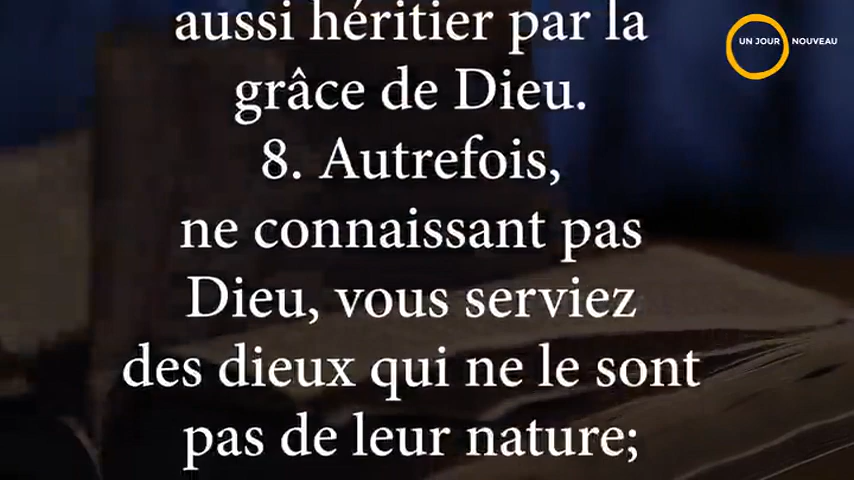 aussi héritier par la
grâce de Dieu.
8. Autrefois,
ne connaissant pas
Dieu, vous serviez
des dieux qui ne le sont
pas de leur nature;
UN JOUR NOUVEAU